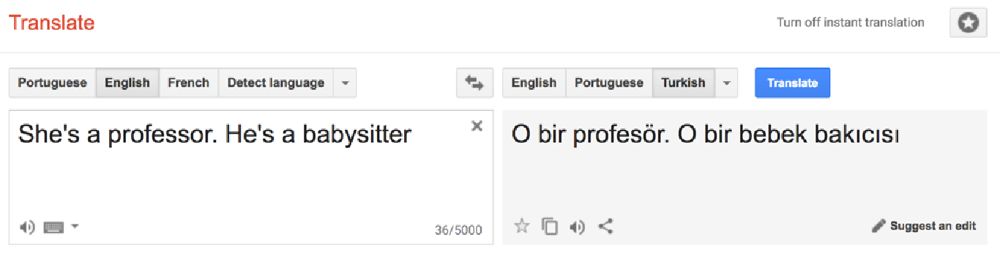 Translate
Turn off instant translation
Portuguese English French Detect language
English Portuguese Turkish Translate
She's a professor. He's a babysitter
O bir profesör. O bir bebek bakıcısı
36/5000
Suggest an edit